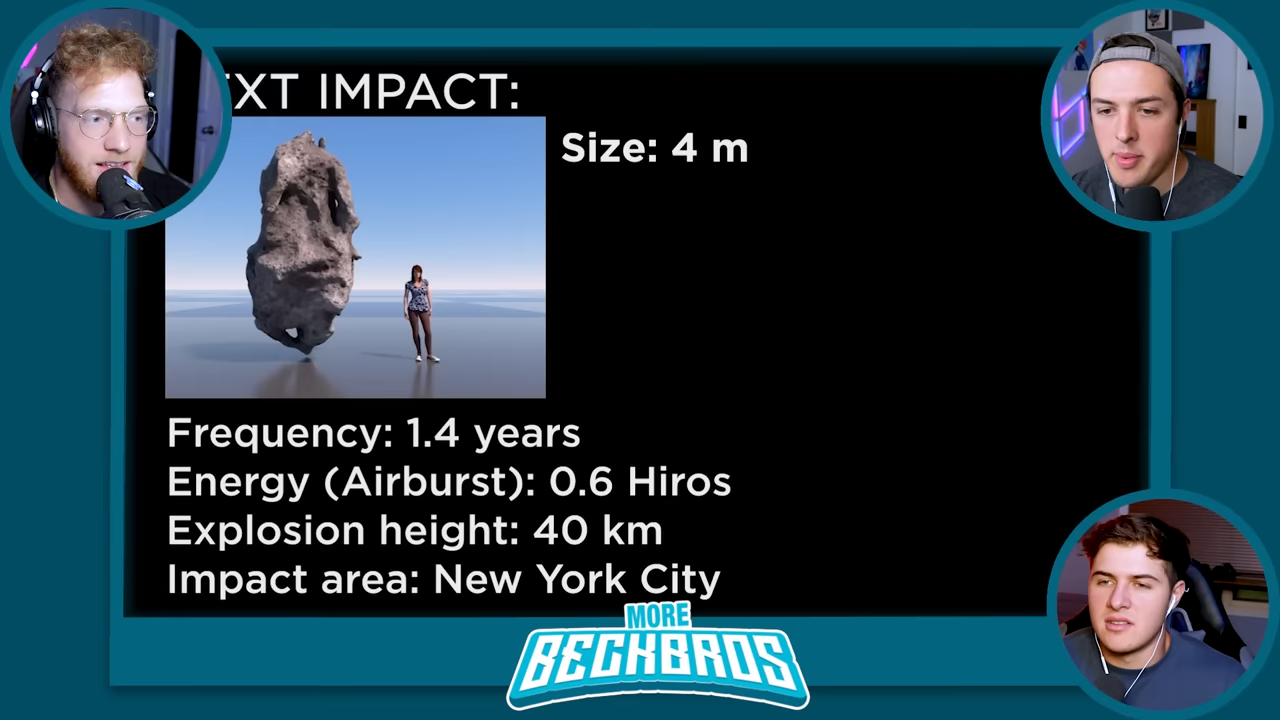 EXT IMPACT:
Size: 4 m
Frequency: 1.4 years
Energy (Airburst): 0.6 Hiros
Explosion height: 40 km
Impact area: New York City
MORE
BECKBROS